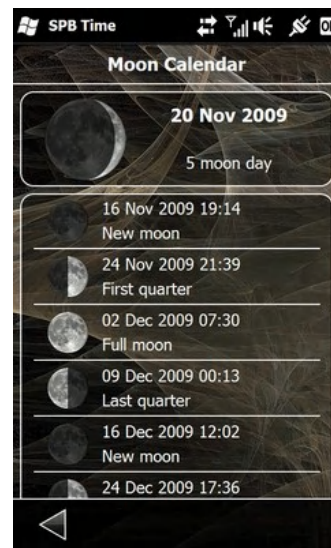 SPB Time
Moon Calendar
20 Nov 2009
5 moon day
16 Nov 2009 19:14
New moon
24 Nov 2009 21:39
First quarter
02 Dec 2009 07:30
Full moon
09 Dec 2009 00:13
Last quarter
16 Dec 2009 12:02
New moon
24 Dec 2009 17:36